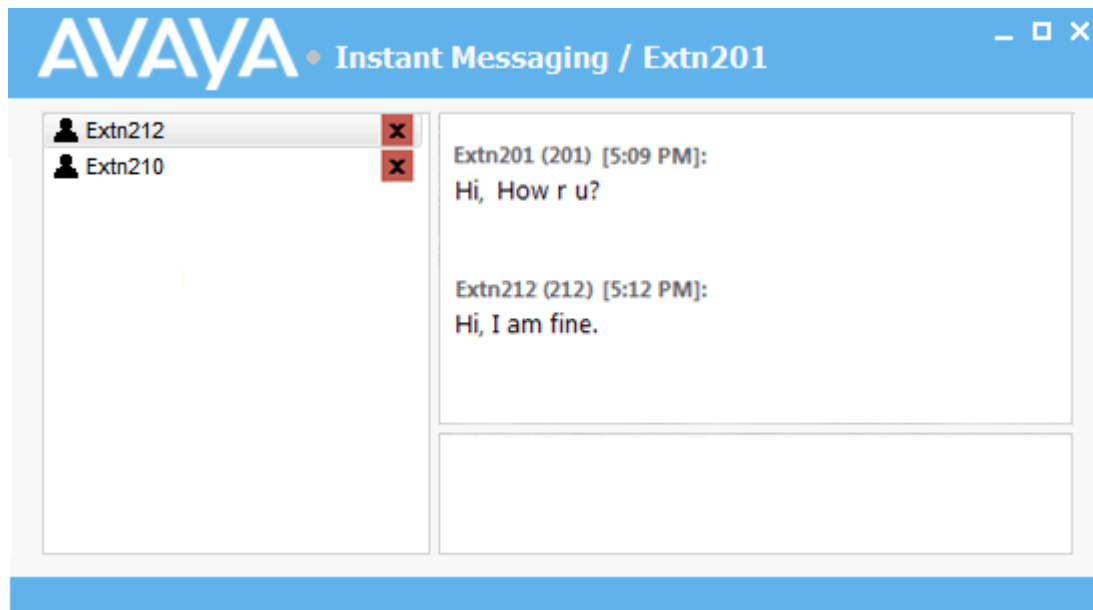 AVAYA • Instant Messaging / Extn201
Extn212
Extn210
Extn201 (201) [5:09 PM]:
Hi, How r u?
Extn212 (212) [5:12 PM]:
Hi, I am fine.